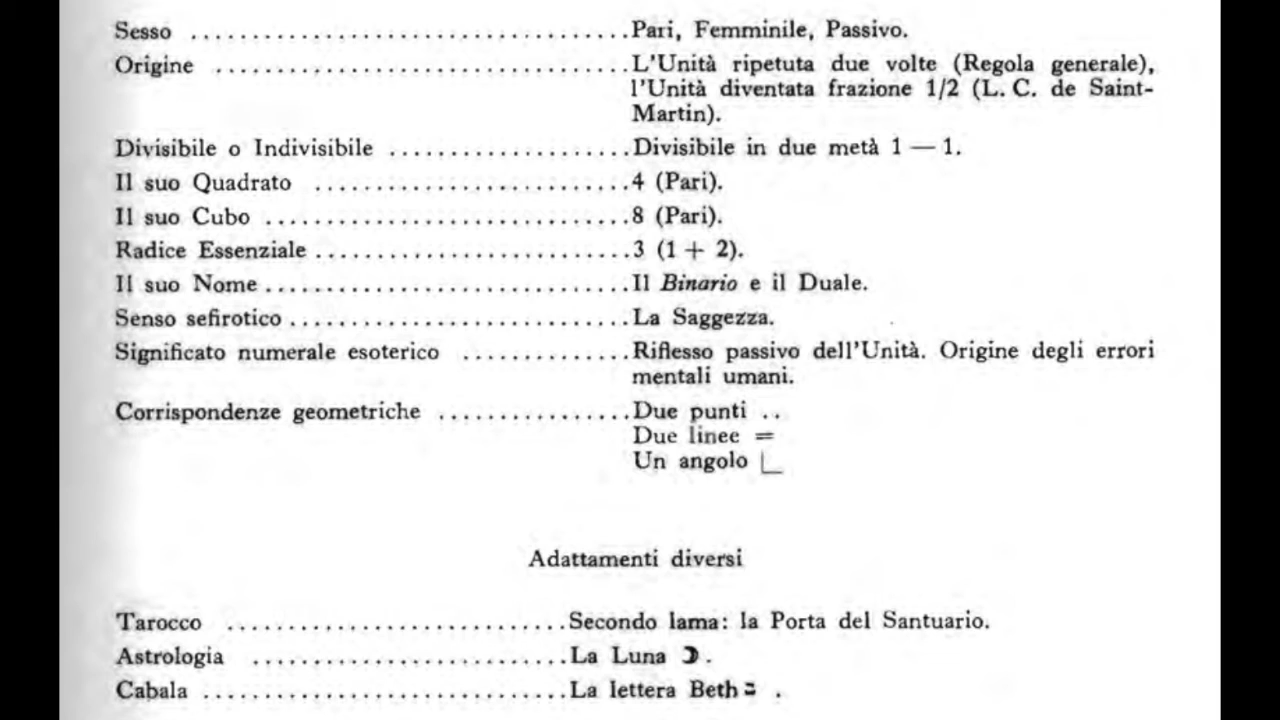 Sesso ..................................Pari, Femminile, Passivo.
Origine ................................L'Unità ripetuta due volte (Regola generale),
l'Unità diventata frazione 1/2 (L. C. de Saint-
Martin).
Divisibile o Indivisibile ...................Divisibile in due metà 1 — 1.
Il suo Quadrato .........................4 (Pari).
Il suo Cubo .............................8 (Pari).
Radice Essenziale .........................3 (1 + 2).
Il suo Nome .............................Il Binario e il Duale.
Senso sefirotico ...........................La Saggezza.
Significato numerale esoterico .............Riflesso passivo dell'Unità. Origine degli errori
mentali umani.
Corrispondenze geometriche ...............Due punti ..
Due linee =
Un angolo ∟
Adattamenti diversi
Tarocco ...........................Secondo lama: la Porta del Santuario.
Astrologia .........................La Luna ☽.
Cabala .............................La lettera Beth ב .